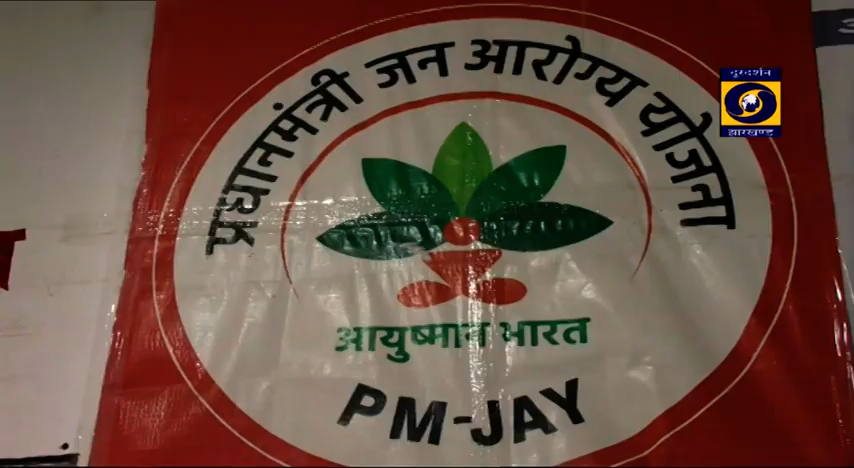 प्रधानमंत्री जन आरोग्य योजना
आयुष्मान भारत
PM-JAY
दूरदर्शन
झारखण्ड